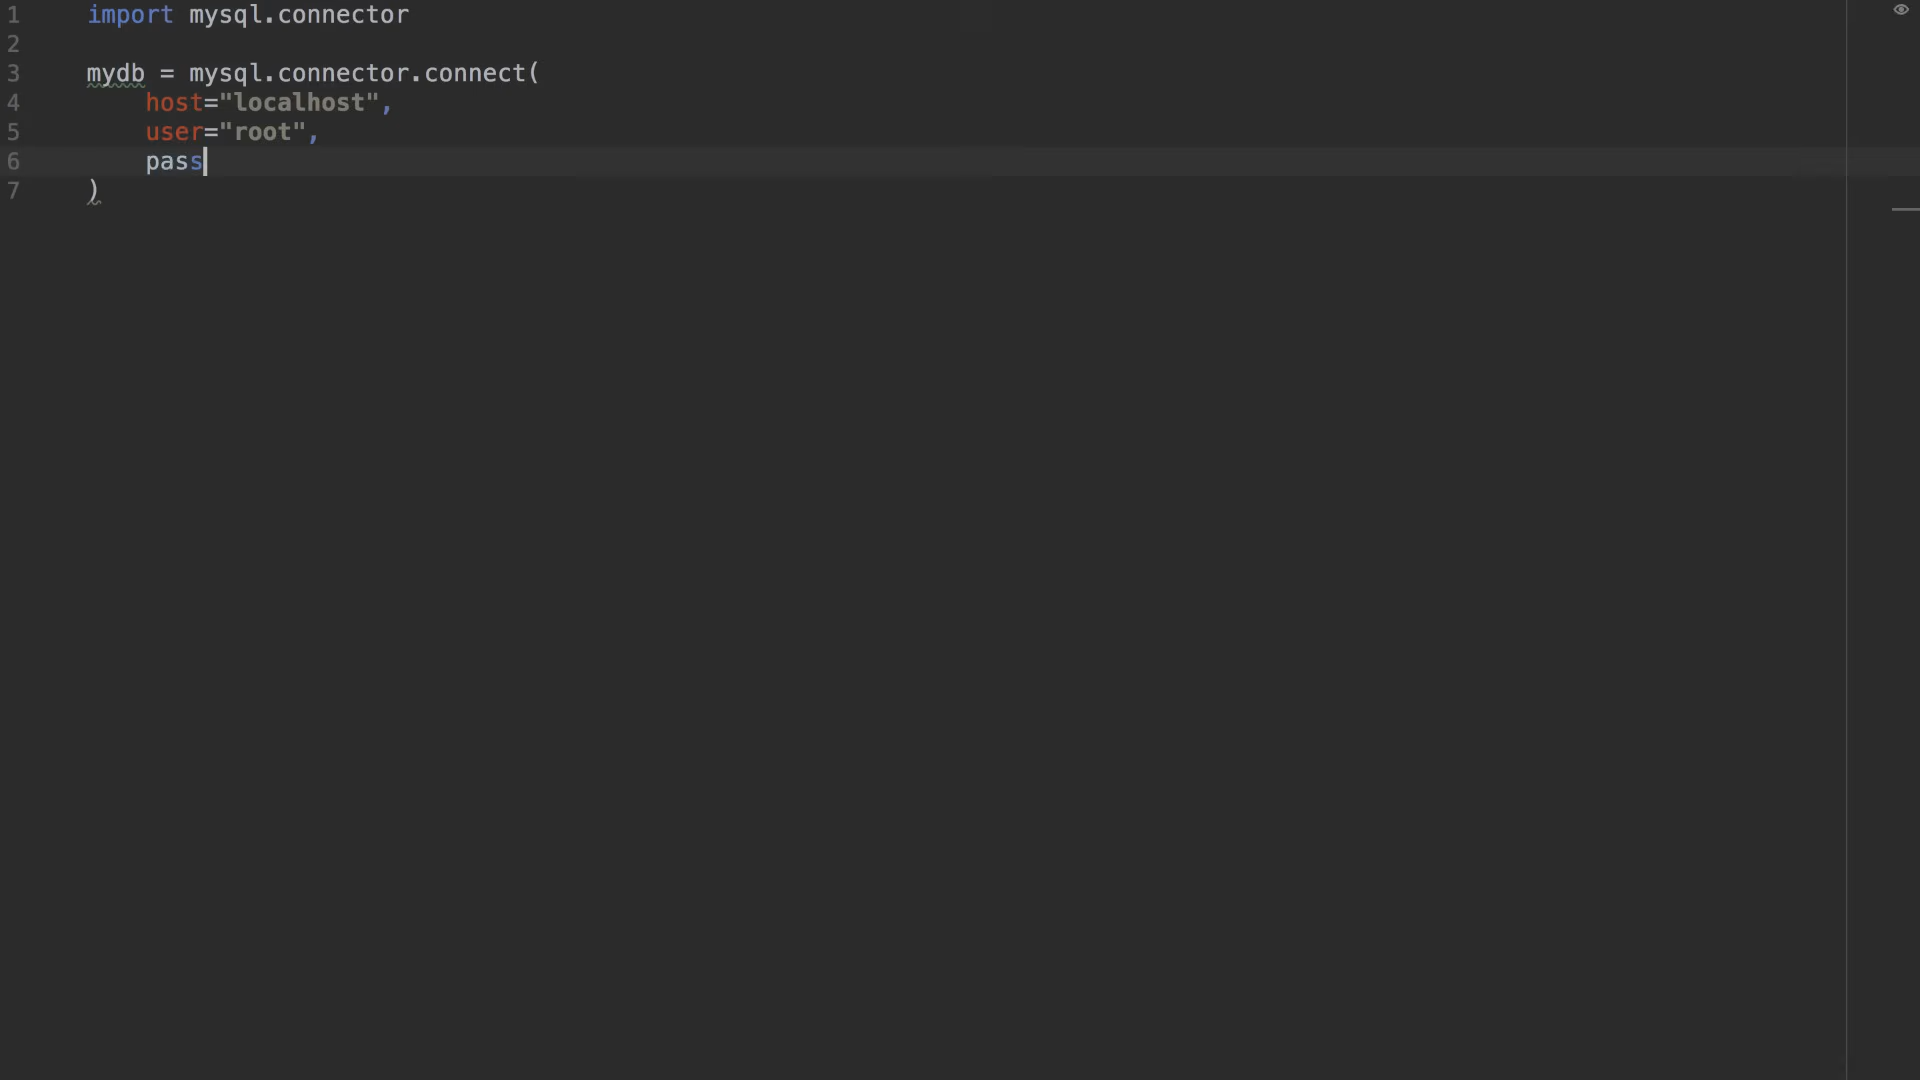 1 import mysql.connector
2
3 mydb = mysql.connector.connect(
4     host="localhost",
5     user="root",
6     pass
7 )